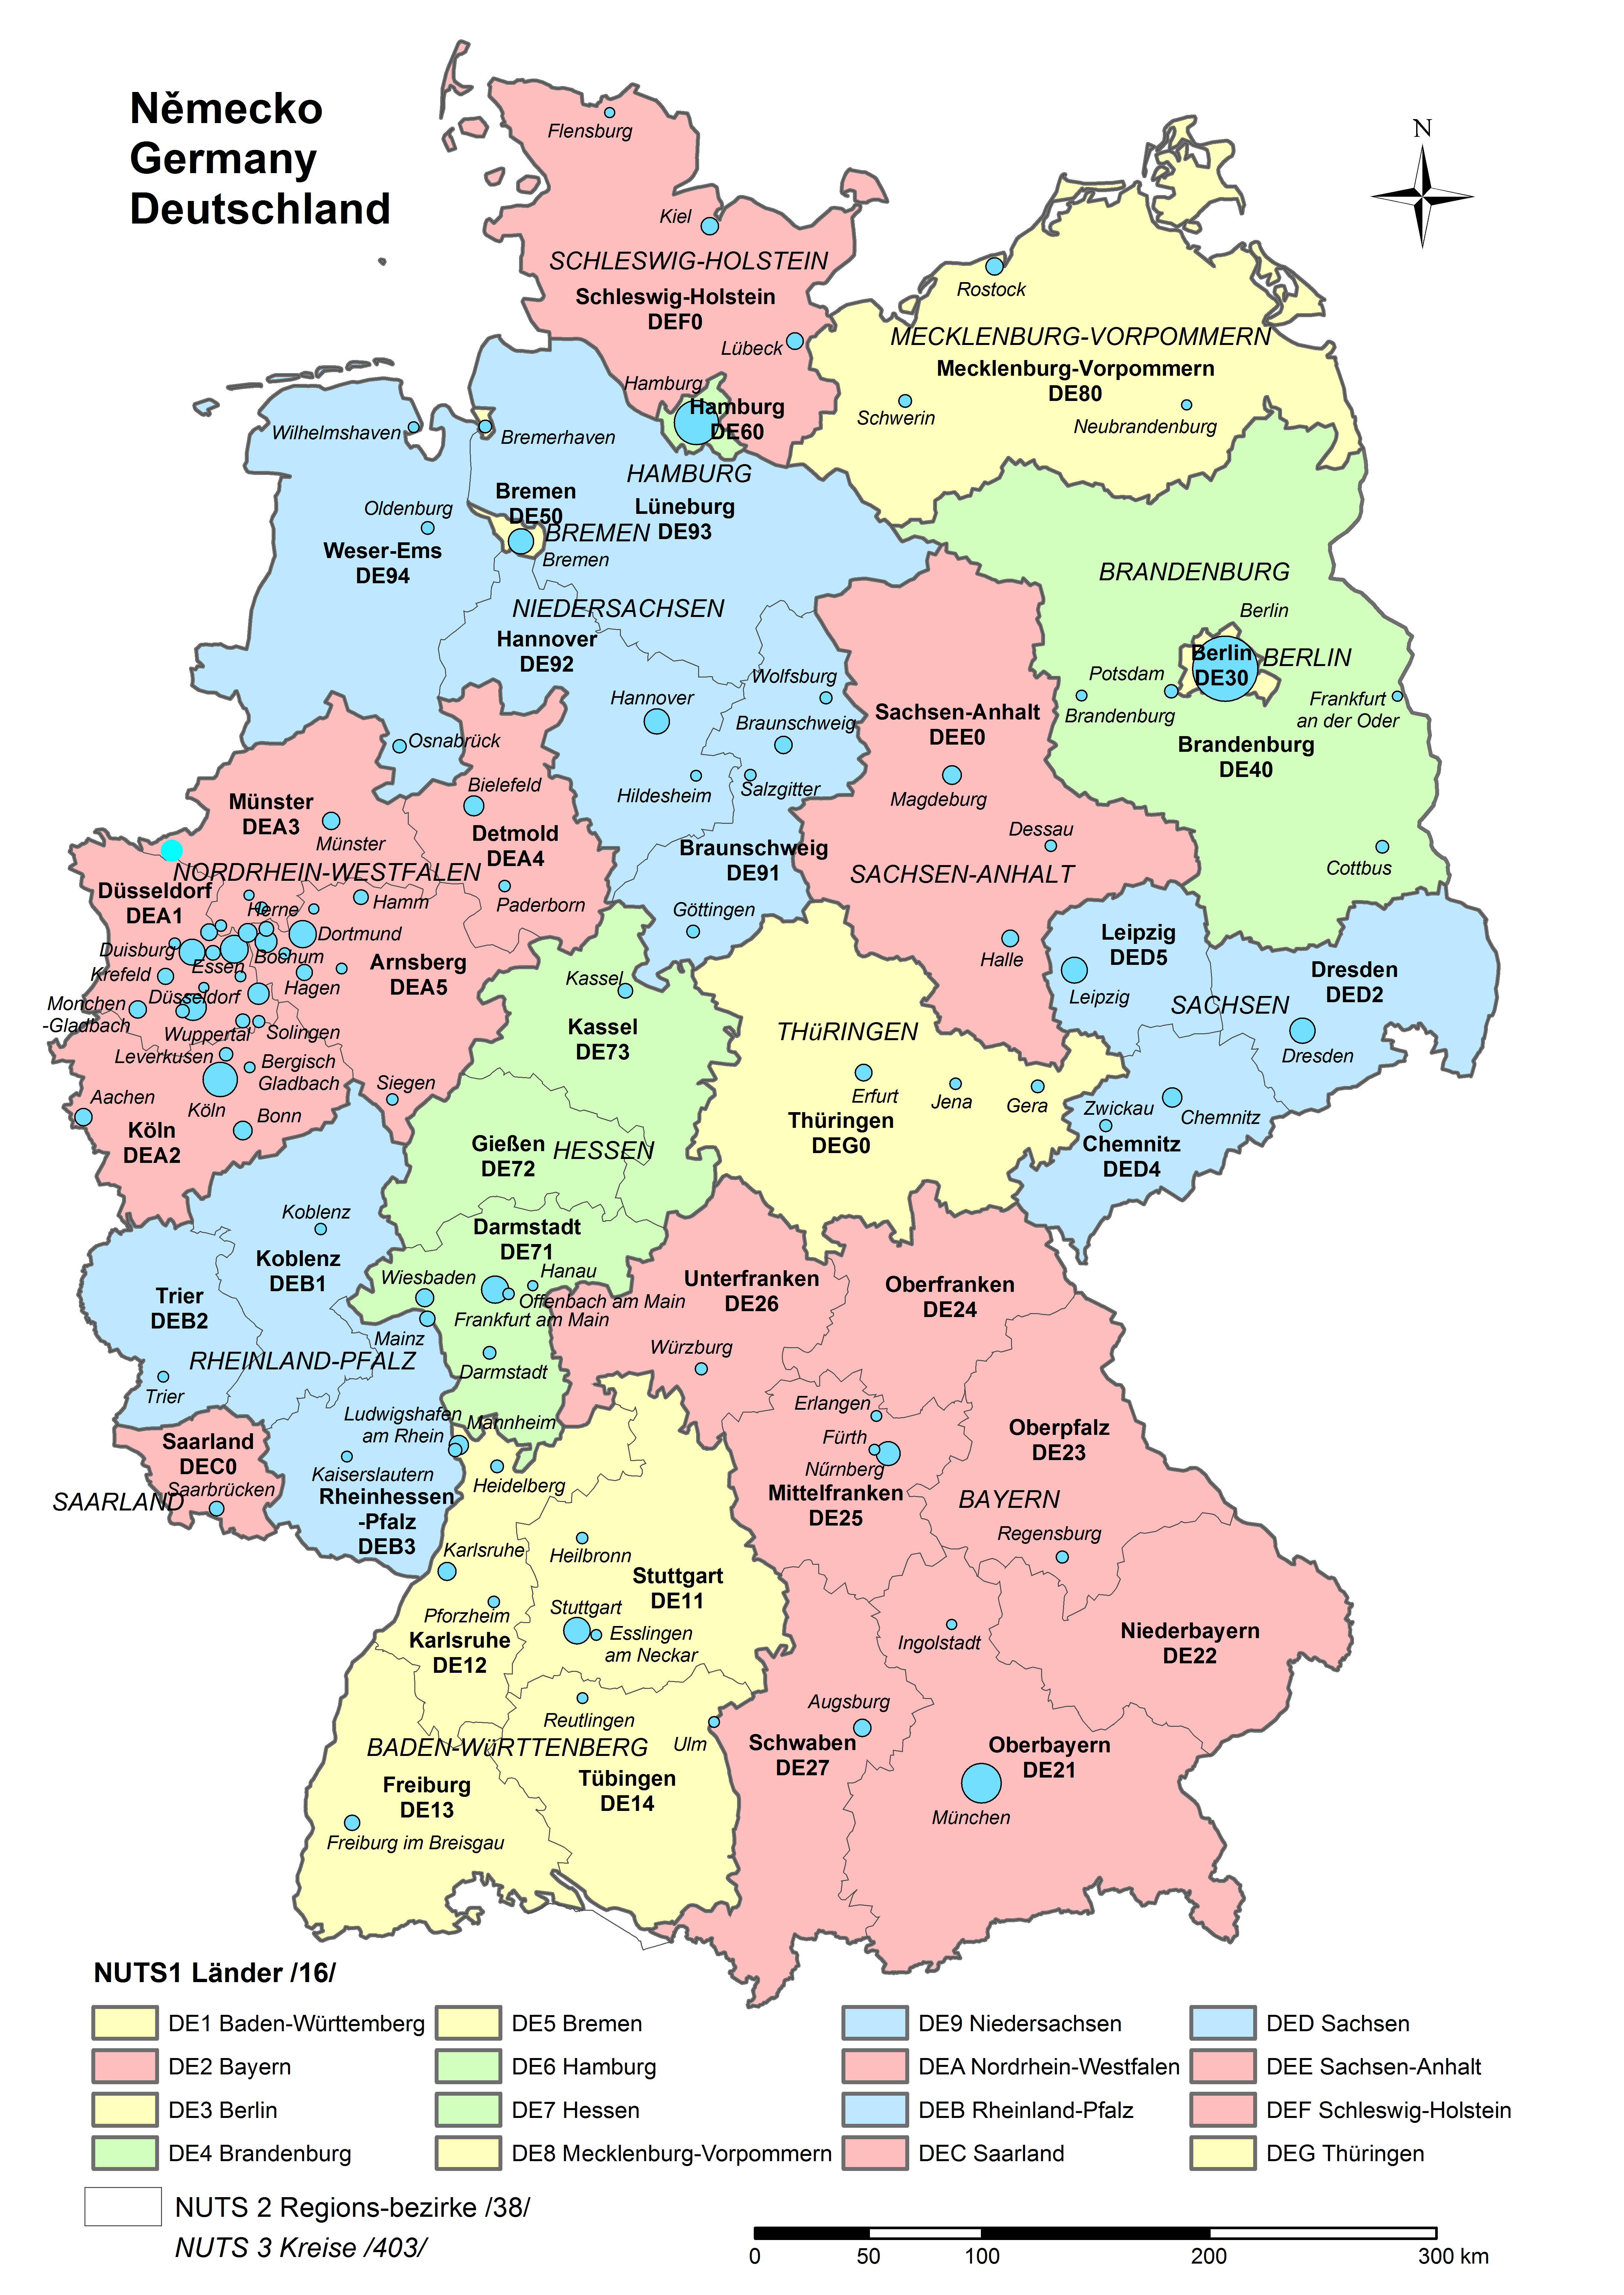 Německo
Germany
Deutschland
N
Flensburg
Kiel
SCHLESWIG-HOLSTEIN
Schleswig-Holstein
DEF0
Lübeck
Rostock
MECKLENBURG-VORPOMMERN
Mecklenburg-Vorpommern
DE80
Schwerin
Neubrandenburg
Hamburg
Hamburg
DE60
HAMBURG
Wilhelmshaven
Bremerhaven
Bremen
DE50
BREMEN
Bremen
Lüneburg
DE93
Oldenburg
Weser-Ems
DE94
NIEDERSACHSEN
Hannover
DE92
Hannover
Wolfsburg
Braunschweig
Osnabrück
Hildesheim
Salzgitter
Braunschweig
DE91
Göttingen
BRANDENBURG
Berlin
Berlin
DE30
BERLIN
Potsdam
Brandenburg
Frankfurt
an der Oder
Brandenburg
DE40
Cottbus
Sachsen-Anhalt
DEE0
Magdeburg
Dessau
SACHSEN-ANHALT
Halle
Münster
DEA3
Münster
Bielefeld
Detmold
DEA4
Paderborn
NORDRHEIN-WESTFALEN
Düsseldorf
DEA1
Herne
Hamm
Duisburg
Dortmund
Essen
Bochum
Arnsberg
DEA5
Krefeld
Hagen
Düsseldorf
Monchen
-Gladbach
Wuppertal
Solingen
Leverkusen
Bergisch
Gladbach
Aachen
Köln
Bonn
Siegen
Köln
DEA2
Kassel
Kassel
DE73
Gießen
DE72
HESSEN
Darmstadt
DE71
Wiesbaden
Hanau
Offenbach am Main
Frankfurt am Main
Darmstadt
THüRINGEN
Erfurt
Jena
Gera
Thüringen
DEG0
Leipzig
DED5
Leipzig
SACHSEN
Dresden
DED2
Dresden
Zwickau
Chemnitz
Chemnitz
DED4
Koblenz
Koblenz
DEB1
Trier
DEB2
Mainz
RHEINLAND-PFALZ
Trier
Ludwigshafen
am Rhein
Kaiserslautern
Rheinhessen
-Pfalz
DEB3
Saarland
DEC0
Saarbrücken
SAARLAND
Mannheim
Heidelberg
Karlsruhe
Heilbronn
Stuttgart
DE11
Pforzheim
Stuttgart
Esslingen
am Neckar
Karlsruhe
DE12
Reutlingen
Ulm
BADEN-WüRTTENBERG
Freiburg
DE13
Tübingen
DE14
Freiburg im Breisgau
Unterfranken
DE26
Würzburg
Oberfranken
DE24
Erlangen
Fürth
Nűrnberg
Mittelfranken
DE25
Oberpfalz
DE23
BAYERN
Regensburg
Niederbayern
DE22
Ingolstadt
Augsburg
Schwaben
DE27
Oberbayern
DE21
München
NUTS1 Länder /16/
DE1 Baden-Württemberg
DE2 Bayern
DE3 Berlin
DE4 Brandenburg
DE5 Bremen
DE6 Hamburg
DE7 Hessen
DE8 Mecklenburg-Vorpommern
DE9 Niedersachsen
DEA Nordrhein-Westfalen
DEB Rheinland-Pfalz
DEC Saarland
DED Sachsen
DEE Sachsen-Anhalt
DEF Schleswig-Holstein
DEG Thüringen
NUTS 2 Regions-bezirke /38/
NUTS 3 Kreise /403/
0 50 100 200 300 km